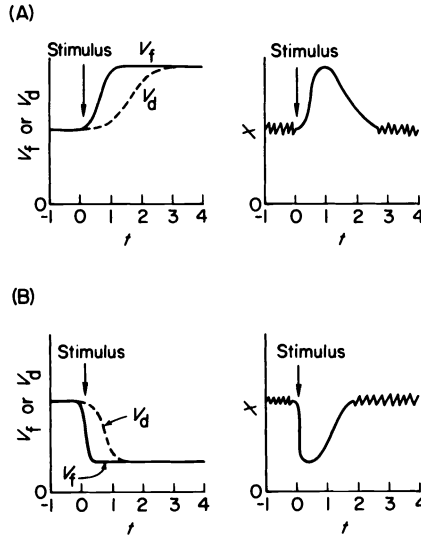 (A)
Stimulus
V_f
V_d
V_f or V_d
0
-1 0 1 2 3 4
t
Stimulus
X
0
-1 0 1 2 3 4
t
(B)
Stimulus
V_d
V_f
V_f or V_d
0
-1 0 1 2 3 4
t
Stimulus
X
0
-1 0 1 2 3 4
t